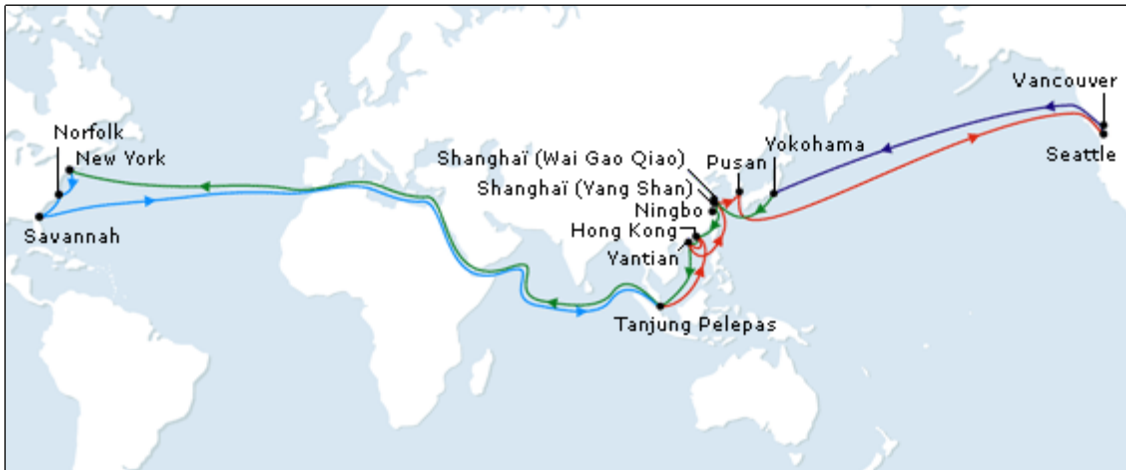 Vancouver
Norfolk
New York
Shanghaï (Wai Gao Qiao)
Pusan
Yokohama
Seattle
Shanghaï (Yang Shan)
Ningbo
Savannah
Hong Kong
Yantian
Tanjung Pelepas